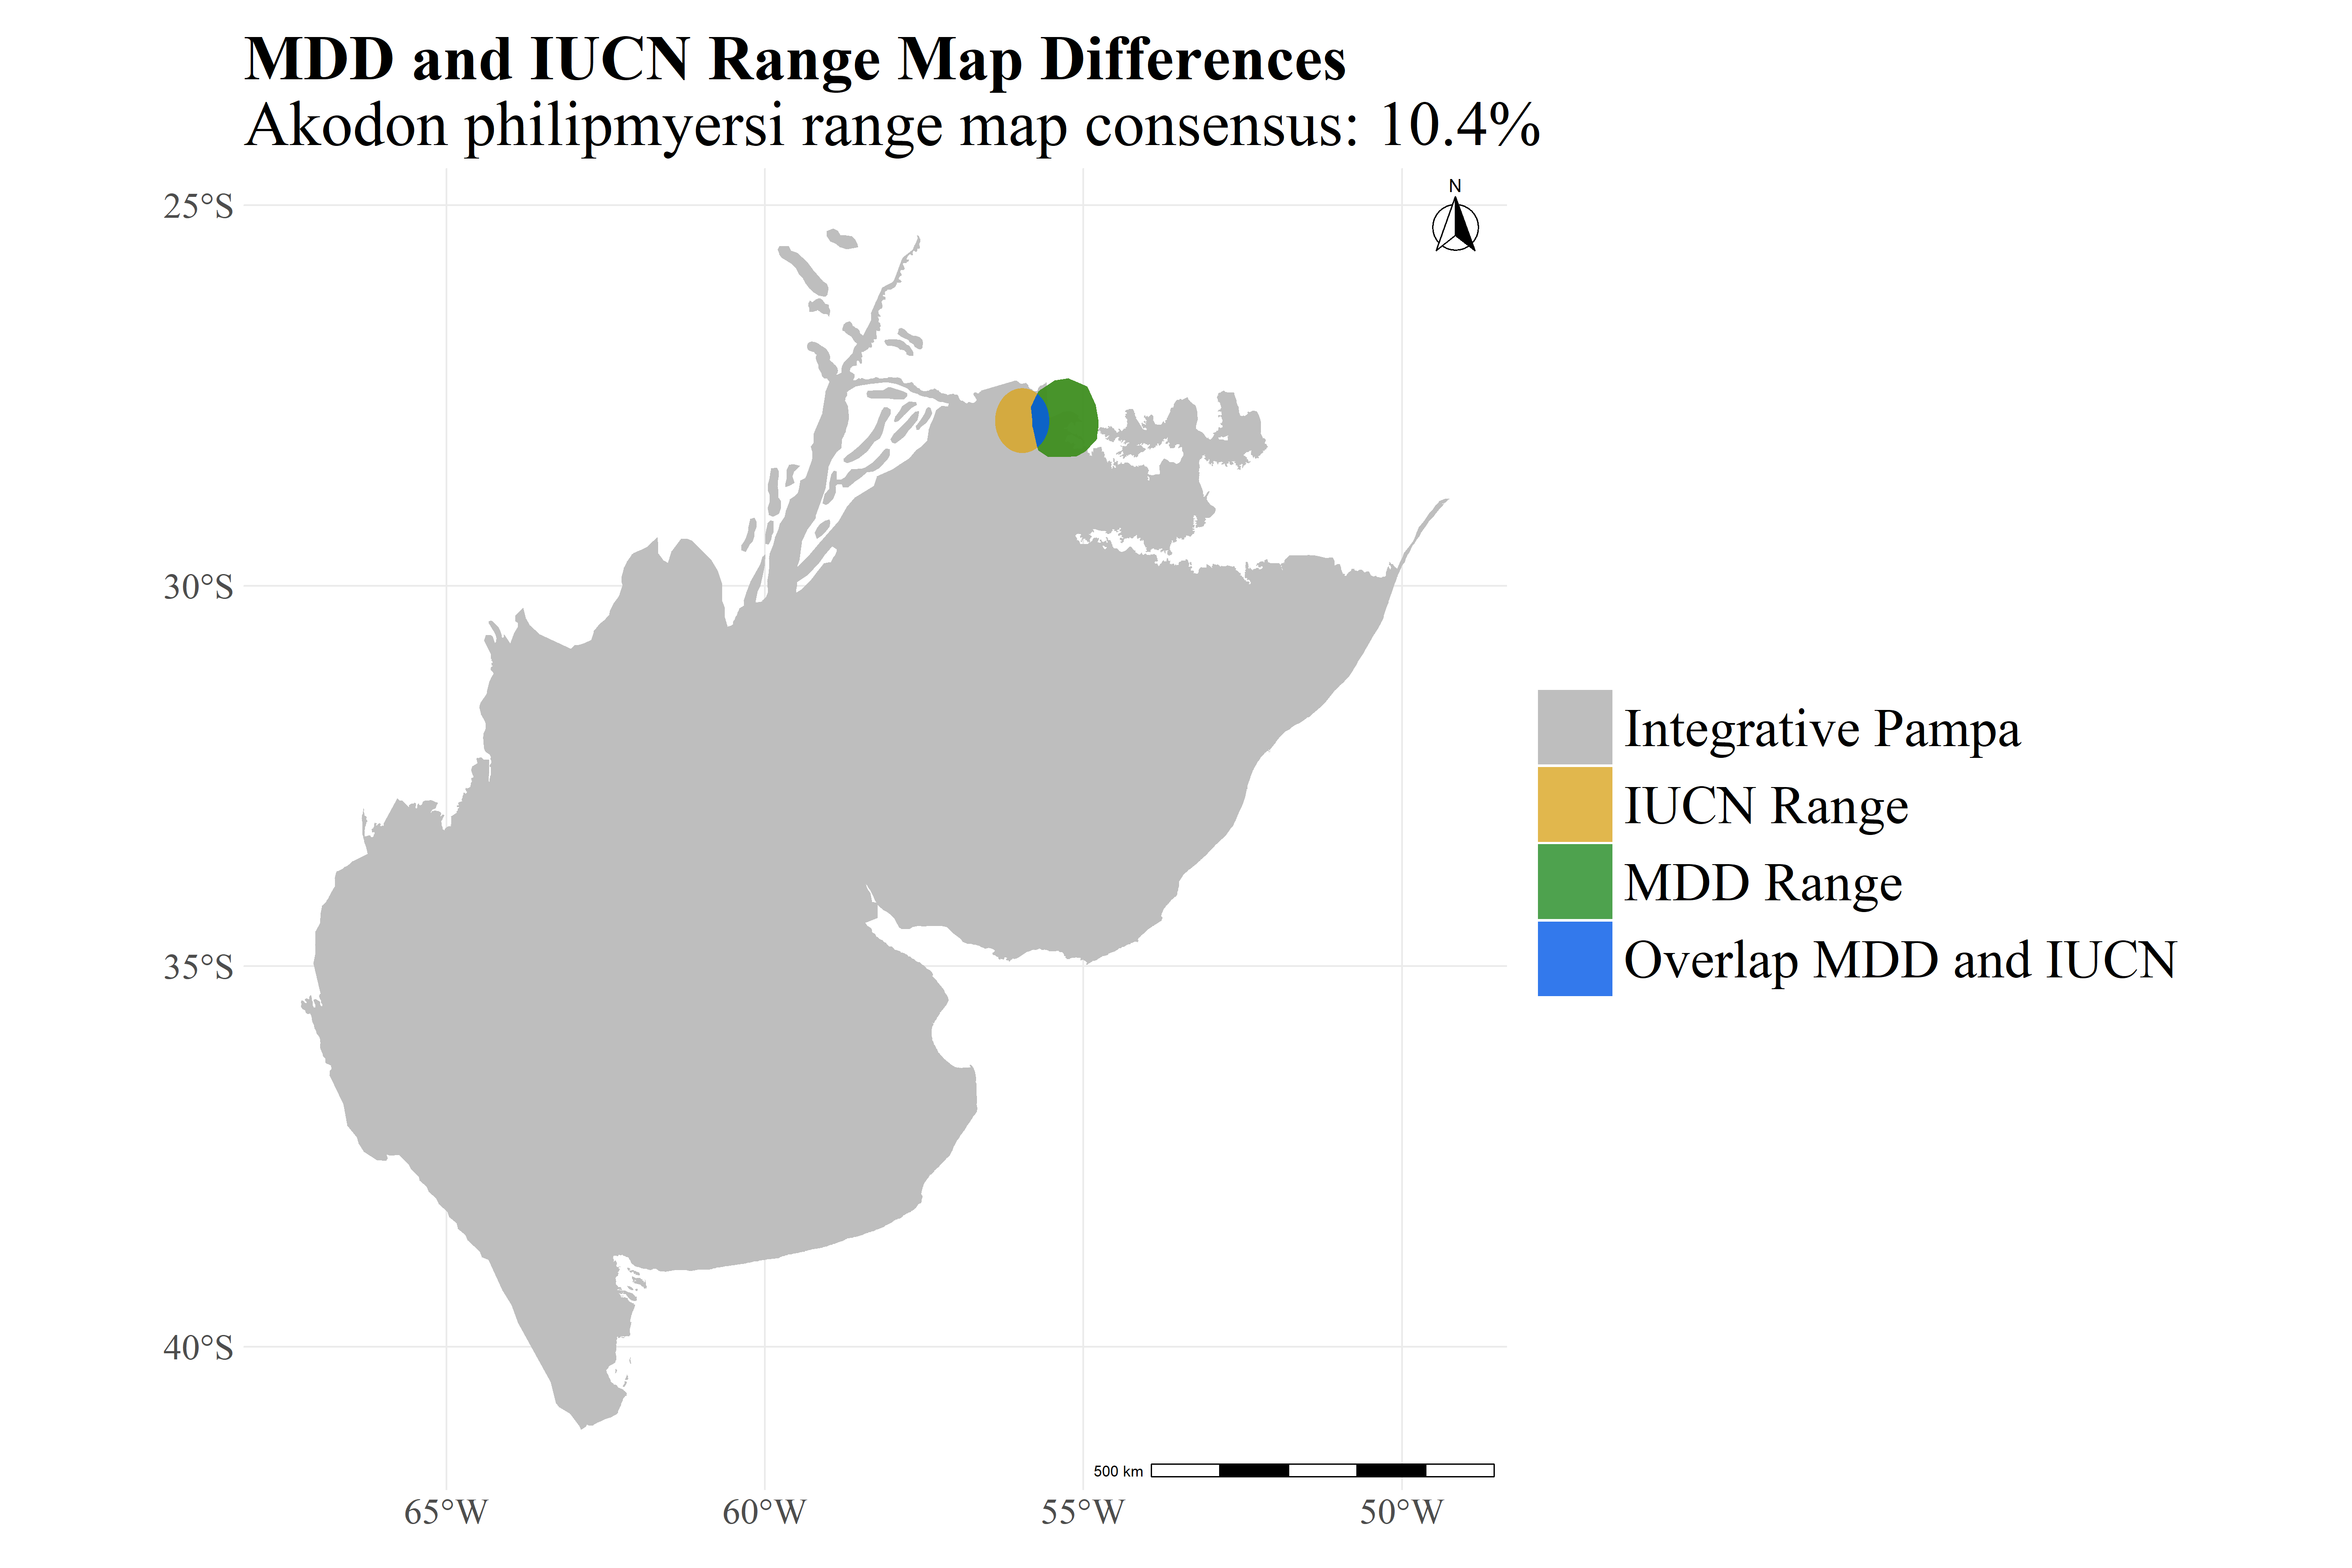 MDD and IUCN Range Map Differences
Akodon philipmyersi range map consensus: 10.4%
N
25°S
30°S
35°S
40°S
Integrative Pampa
IUCN Range
MDD Range
Overlap MDD and IUCN
500 km
65°W 60°W 55°W 50°W